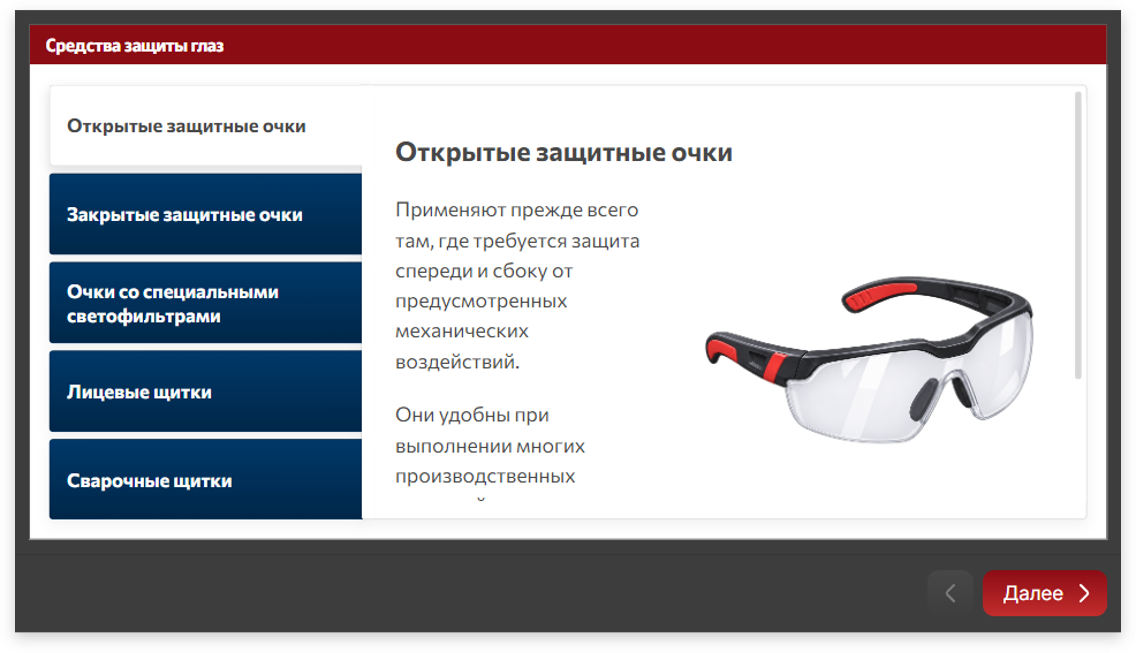 Средства защиты глаз
Открытые защитные очки
Закрытые защитные очки
Очки со специальными
светофильтрами
Лицевые щитки
Сварочные щитки
Открытые защитные очки
Применяют прежде всего
там, где требуется защита
спереди и сбоку от
предусмотренных
механических
воздействий.
Они удобны при
выполнении многих
производственных
Далее